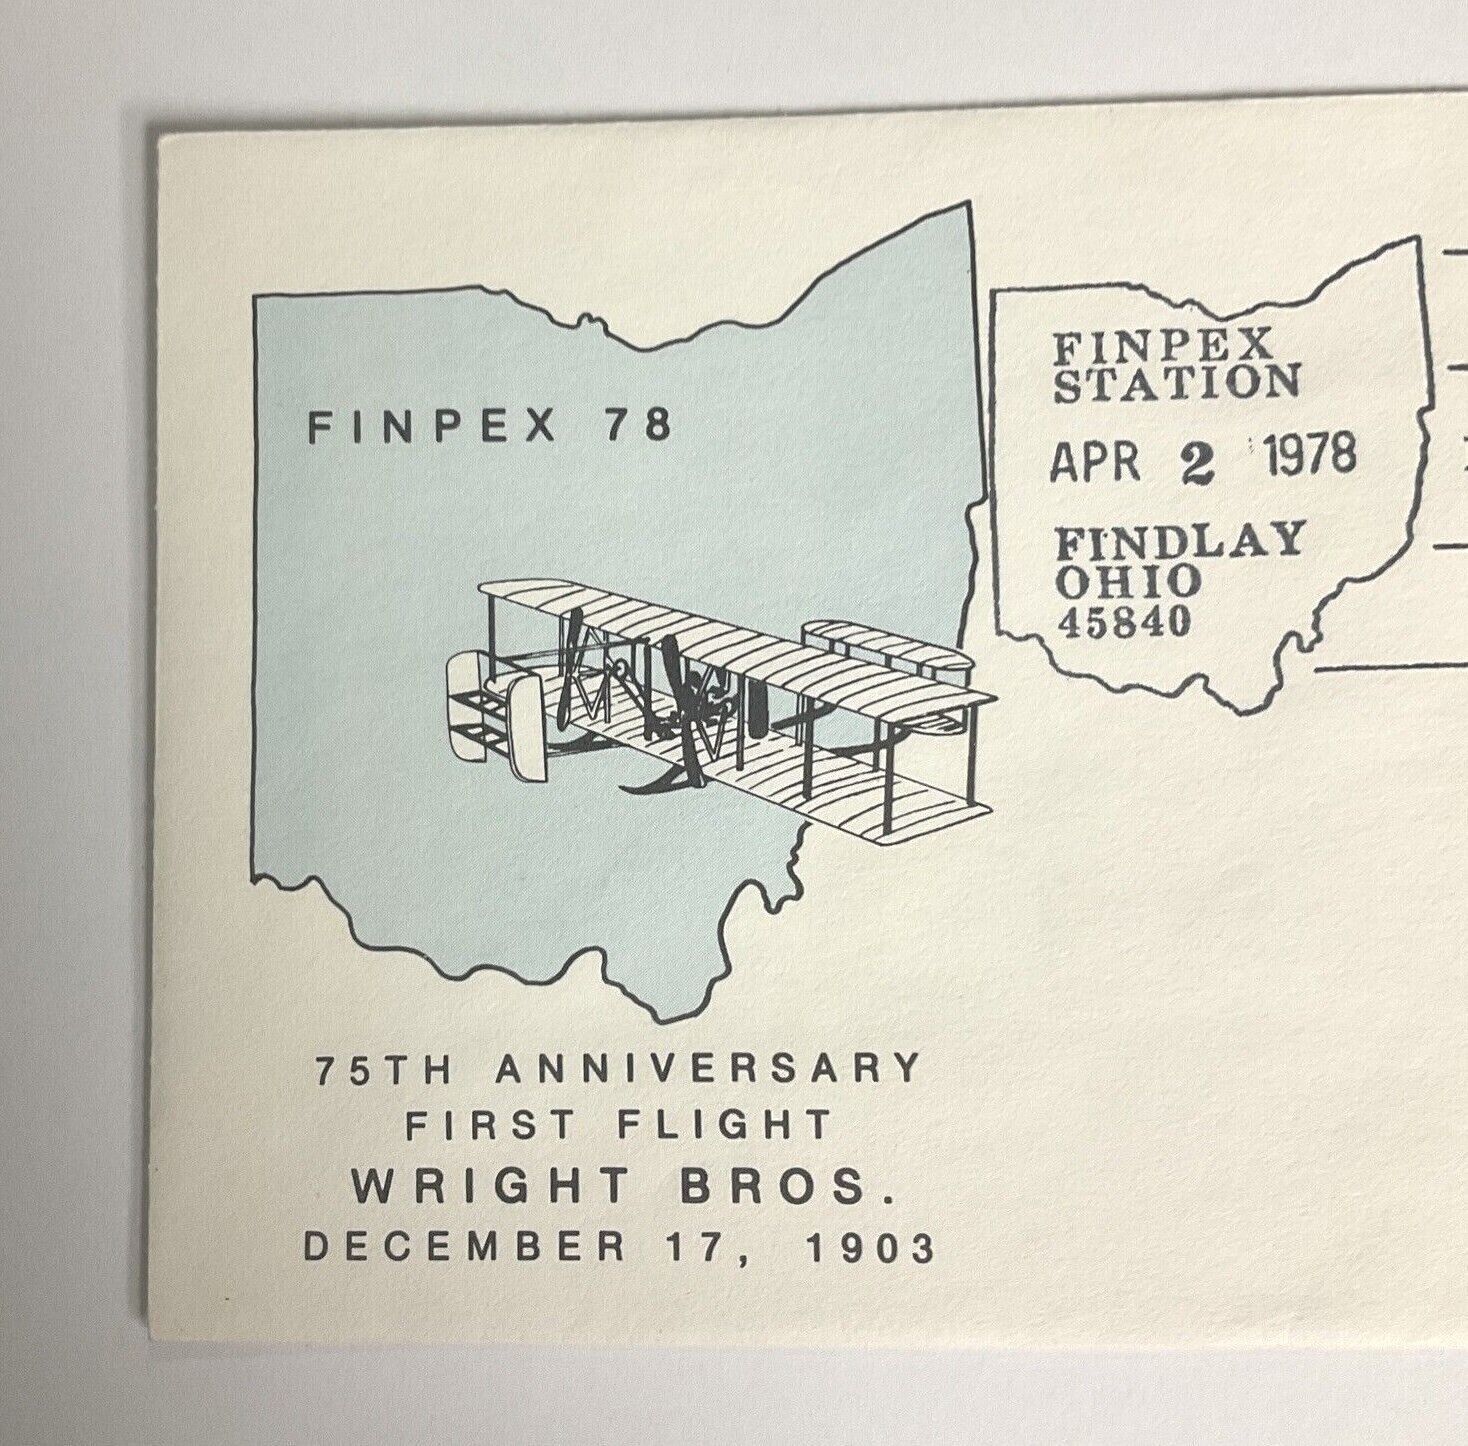 FINPEX 78
FINPEX
STATION
APR 2 1978
FINDLAY
OHIO
45840
75TH ANNIVERSARY
FIRST FLIGHT
WRIGHT BROS.
DECEMBER 17, 1903